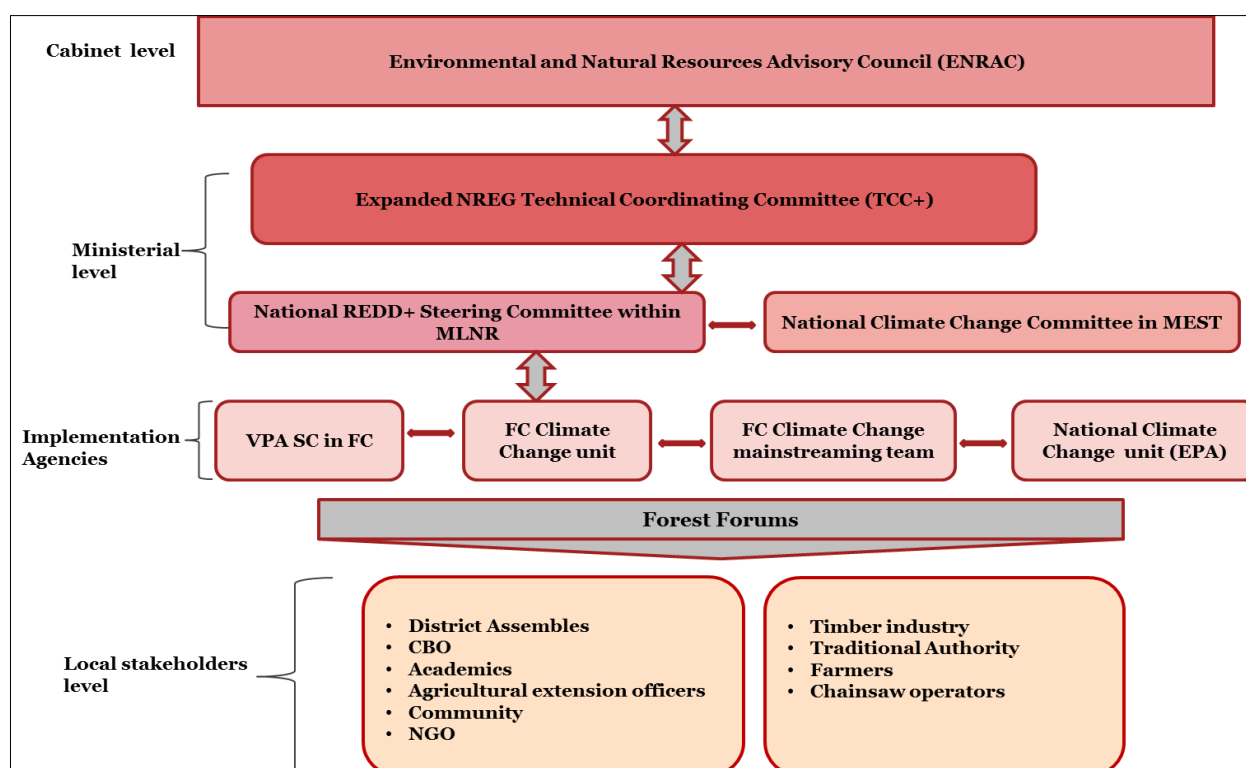 Cabinet level
Environmental and Natural Resources Advisory Council (ENRAC)
Expanded NREG Technical Coordinating Committee (TCC+)
Ministerial
level
National REDD+ Steering Committee within
MLNR
National Climate Change Committee in MEST
Implementation
Agencies
VPA SC in FC
FC Climate
Change unit
FC Climate Change
mainstreaming team
National Climate
Change unit (EPA)
Forest Forums
Local stakeholders
level
• District Assembles
• CBO
• Academics
• Agricultural extension officers
• Community
• NGO
• Timber industry
• Traditional Authority
• Farmers
• Chainsaw operators